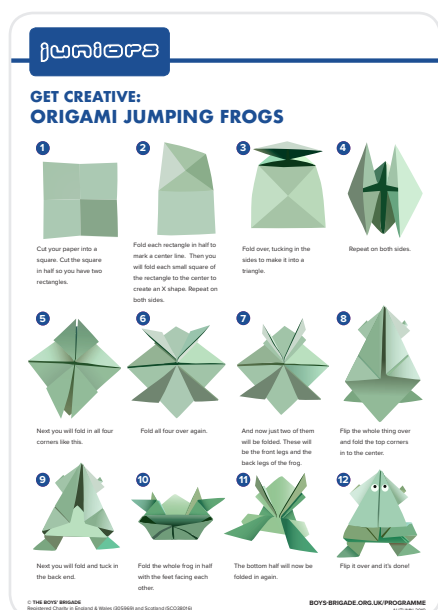 juniors
GET CREATIVE:
ORIGAMI JUMPING FROGS
1
2
3
4
Cut your paper into a
square. Cut the square
in half so you have two
rectangles.
Fold each rectangle in half to
mark a center line. Then you
will fold each small square of
the rectangle to the center to
create an X shape. Repeat on
both sides.
Fold over, tucking in the
sides to make it into a
triangle.
Repeat on both sides.
5
6
7
8
Next you will fold in all four
corners like this.
Fold all four over again.
And now just two of them
will be folded. These will
be the front legs and the
back legs of the frog.
Flip the whole thing over
and fold the top corners
in to the center.
9
10
11
12
Next you will fold and tuck in
the back end.
Fold the whole frog in half
with the feet facing each
other.
The bottom half will now be
folded in again.
Flip it over and it's done!
© THE BOYS' BRIGADE
Registered Charity in England & Wales (305969) and Scotland (SC038016)
BOYS-BRIGADE.ORG.UK/PROGRAMME